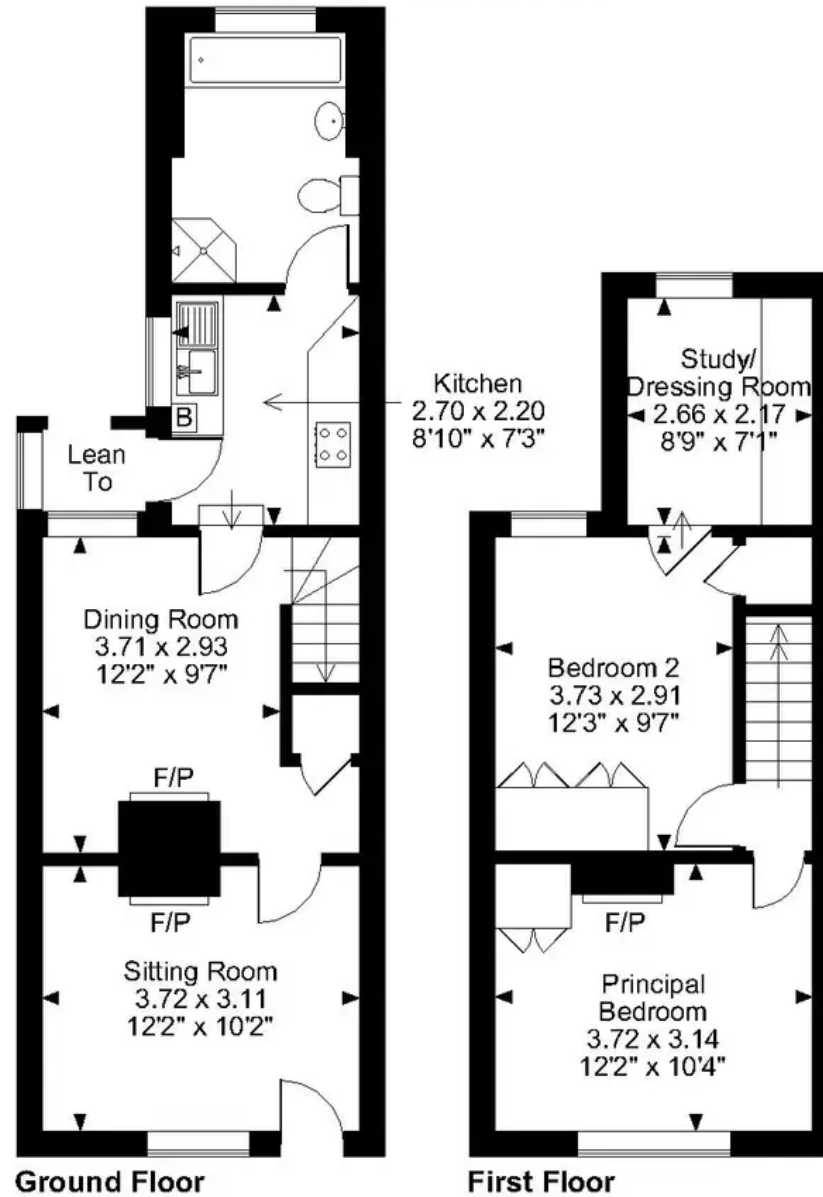 Kitchen
2.70 x 2.20
8'10" x 7'3"
B
Lean
To
Dining Room
3.71 x 2.93
12'2" x 9'7"
F/P
F/P
Sitting Room
3.72 x 3.11
12'2" x 10'2"
Ground Floor
Study/
Dressing Room
2.66 x 2.17
8'9" x 7'1"
Bedroom 2
3.73 x 2.91
12'3" x 9'7"
F/P
Principal
Bedroom
3.72 x 3.14
12'2" x 10'4"
First Floor